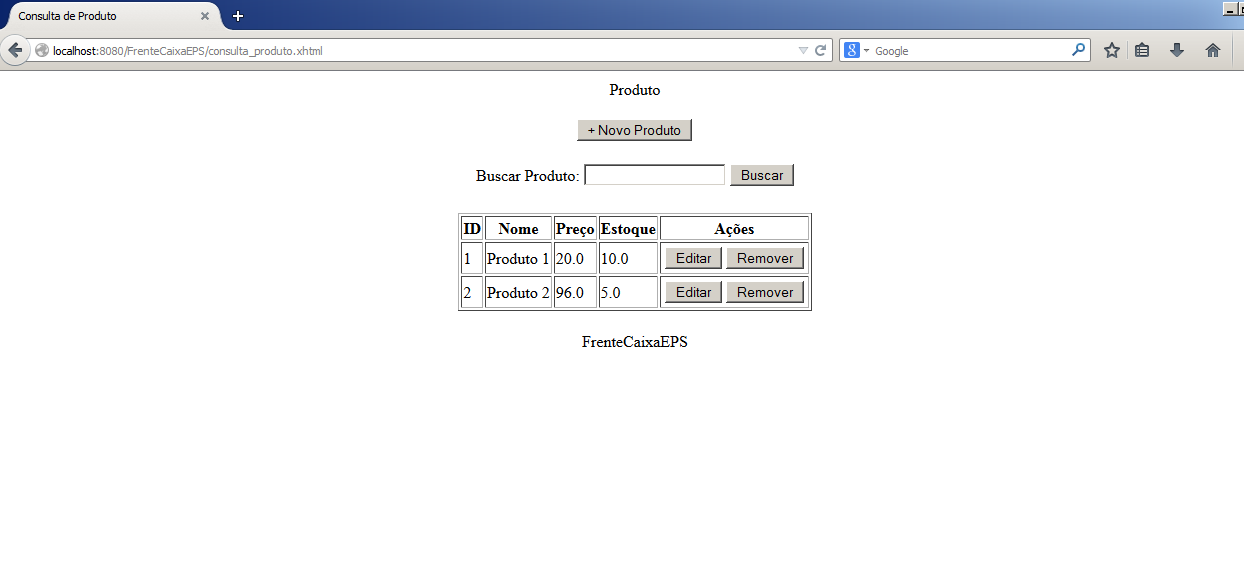 Consulta de Produto
localhost:8080/FrenteCaixaEPS/consulta_produto.xhtml
8 Google
Produto
+ Novo Produto
Buscar Produto: Buscar
ID Nome Preço Estoque Ações
1 Produto 1 20.0 10.0 Editar Remover
2 Produto 2 96.0 5.0 Editar Remover
FrenteCaixaEPS